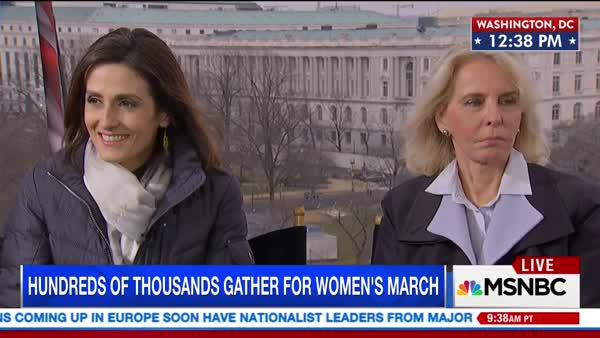 WASHINGTON, DC
12:38 PM
LIVE
HUNDREDS OF THOUSANDS GATHER FOR WOMEN'S MARCH
MSNBC
COMING UP IN EUROPE SOON HAVE NATIONALIST LEADERS FROM MAJOR
9:38AM PT